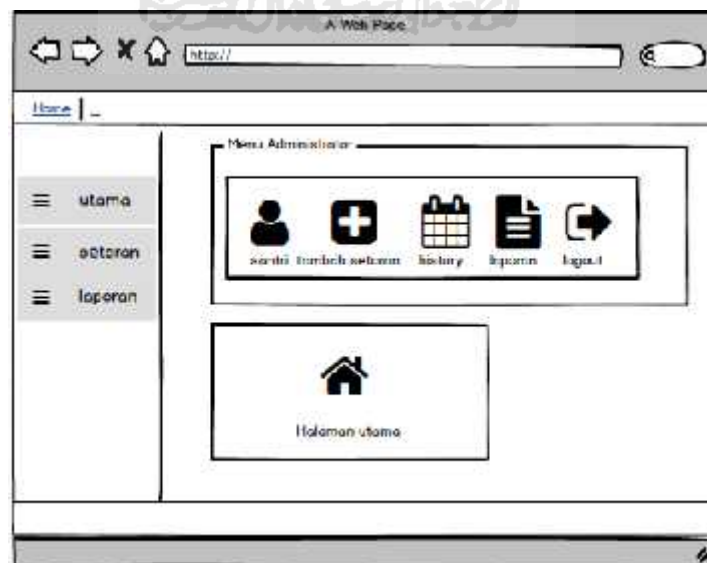 A Web Page
http://
Home
Menu Administrator
utama
setoran
laporan
santri tambah setoran history laporan logout
Halaman utama